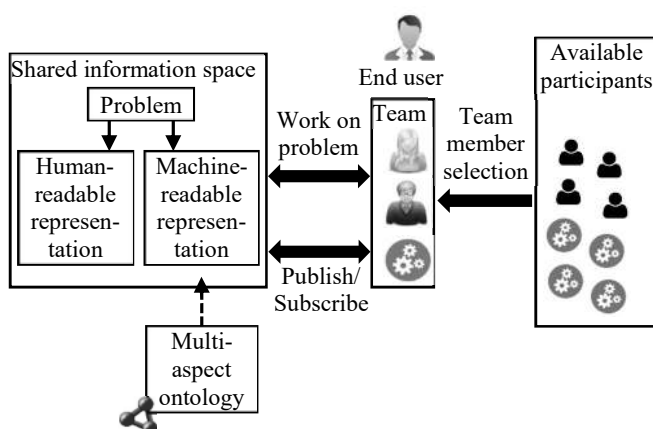 Shared information space
Problem
Human-
readable
represen-
tation
Machine-
readable
represen-
tation
Multi-
aspect
ontology
Work on
problem
Publish/
Subscribe
End user
Team
Team
member
selection
Available
participants